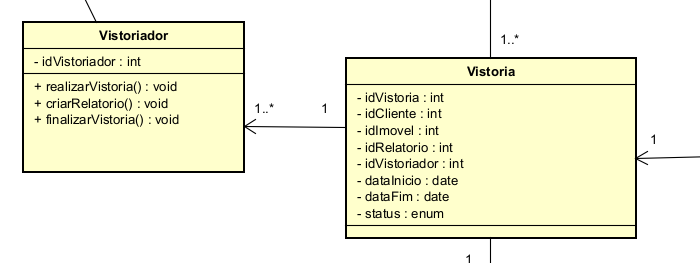 Vistoriador
- idVistoriador : int
+ realizarVistoria() : void
+ criarRelatorio() : void
+ finalizarVistoria() : void
1..*
1
1..*
Vistoria
- idVistoria : int
- idCliente : int
- idImovel : int
- idRelatorio : int
- idVistoriador : int
- dataInicio : date
- dataFim : date
- status : enum
1
1